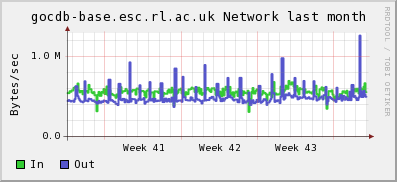 gocdb-base.esc.rl.ac.uk Network last month
RRDTOOL / TOBI OETIKER
Bytes/sec
1.0 M
0.0
Week 41 Week 42 Week 43
In Out